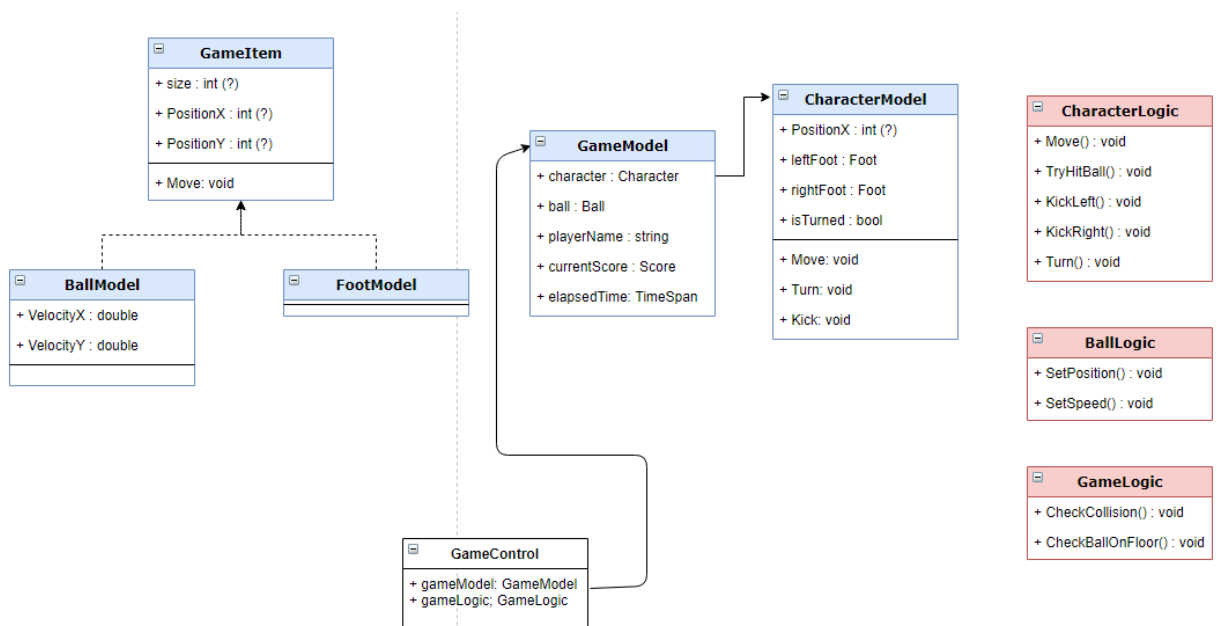 GameItem
+ size : int (?)
+ PositionX : int (?)
+ PositionY : int (?)
+ Move: void
BallModel
+ VelocityX : double
+ VelocityY : double
FootModel
GameModel
+ character : Character
+ ball : Ball
+ playerName : string
+ currentScore : Score
+ elapsedTime: TimeSpan
CharacterModel
+ PositionX : int (?)
+ leftFoot : Foot
+ rightFoot : Foot
+ isTurned : bool
+ Move: void
+ Turn: void
+ Kick: void
CharacterLogic
+ Move() : void
+ TryHitBall() : void
+ KickLeft() : void
+ KickRight() : void
+ Turn() : void
BallLogic
+ SetPosition() : void
+ SetSpeed() : void
GameLogic
+ CheckCollision() : void
+ CheckBallOnFloor() : void
GameControl
+ gameModel: GameModel
+ gameLogic; GameLogic